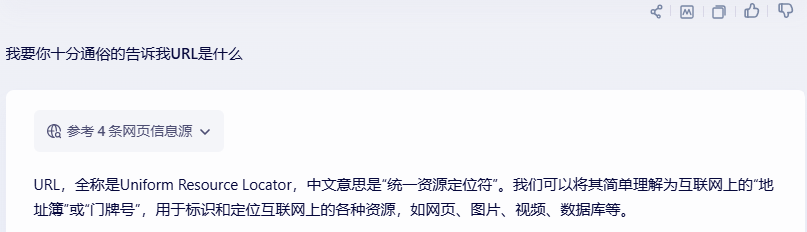 我要你十分通俗的告诉我URL是什么
参考 4 条网页信息源
URL，全称是Uniform Resource Locator，中文意思是“统一资源定位符”。我们可以将其简单理解为互联网上的“地
址簿”或“门牌号”，用于标识和定位互联网上的各种资源，如网页、图片、视频、数据库等。